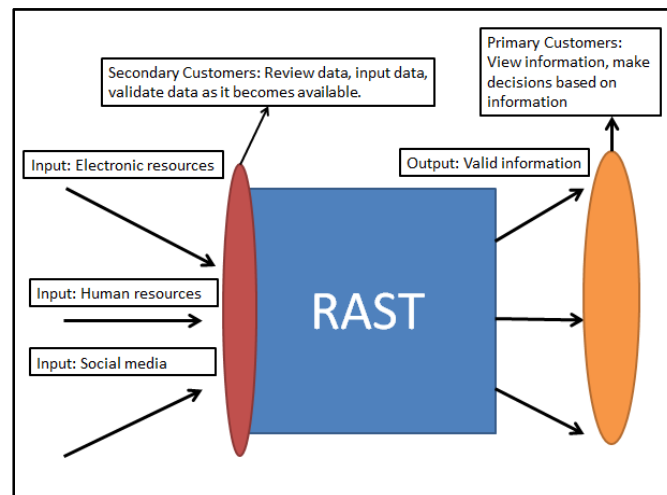 Secondary Customers: Review data, input data,
validate data as it becomes available.
Primary Customers:
View information, make
decisions based on
information
Input: Electronic resources
Output: Valid information
Input: Human resources
RAST
Input: Social media